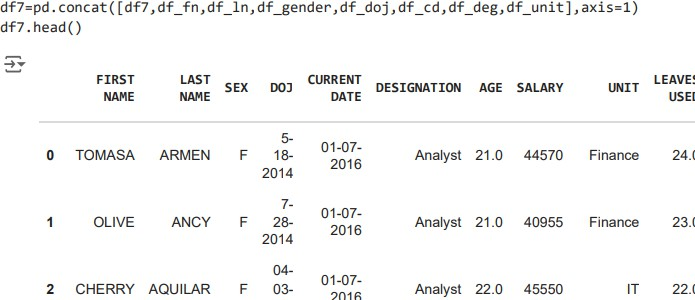 df7=pd.concat([df7,df_fn,df_ln,df_gender,df_doj,df_cd,df_deg,df_unit],axis=1)
df7.head()
FIRST NAME LAST NAME SEX DOJ CURRENT DATE DESIGNATION AGE SALARY UNIT LEAVES USED
0 TOMASA ARMEN F 5-18-2014 01-07-2016 Analyst 21.0 44570 Finance 24.0
1 OLIVE ANCY F 7-28-2014 01-07-2016 Analyst 21.0 40955 Finance 23.0
2 CHERRY AQUILAR F 04-03- 01-07-2016 Analyst 22.0 45550 IT 22.0